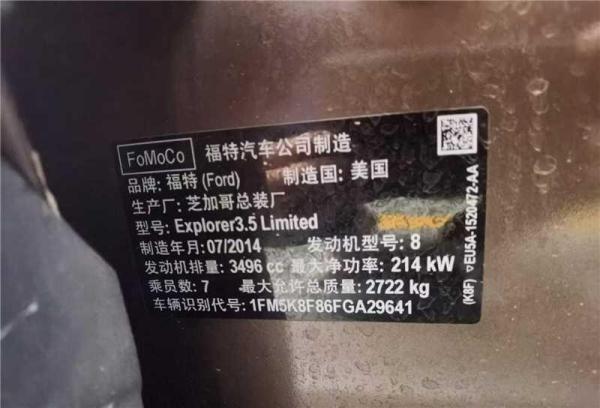 FoMoCo 福特汽车公司制造
品牌: 福特 (Ford) 制造国: 美国
生产厂: 芝加哥总装厂
Explorer3.5 Limited
制造年月: 07/2014 发动机型号: 8
发动机排量: 3496 cc 最大净功率: 214 kW
乘员数: 7 最大允许总质量: 2722 kg
车辆识别代号: 1FM5K8F86FGA29641
(K8F) ▽EU5A-1520472-AA